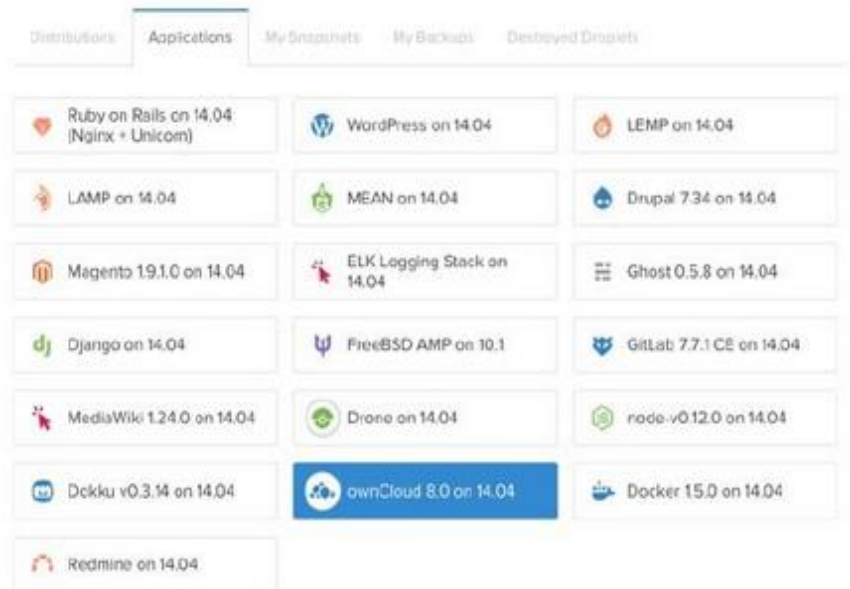 Distributions
Applications
My Snapshots
My Backups
Destroyed Droplets
Ruby on Rails on 14.04
(Nginx + Unicorn)
WordPress on 14.04
LEMP on 14.04
LAMP on 14.04
MEAN on 14.04
Drupal 7.34 on 14.04
Magento 1.9.1.0 on 14.04
ELK Logging Stack on
14.04
Ghost 0.5.8 on 14.04
Django on 14.04
FreeBSD AMP on 10.1
GitLab 7.7.1 CE on 14.04
MediaWiki 1.24.0 on 14.04
Drone on 14.04
node-v0.12.0 on 14.04
Dokku v0.3.14 on 14.04
ownCloud 8.0 on 14.04
Docker 1.5.0 on 14.04
Redmine on 14.04